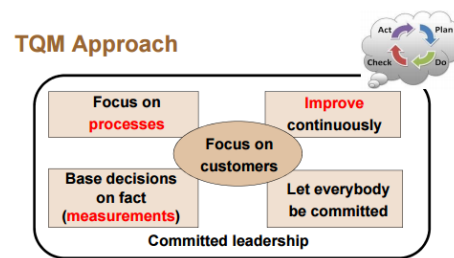 TQM Approach
Act
Plan
Check
Do
Focus on
processes
Improve
continuously
Focus on
customers
Base decisions
on fact
(measurements)
Let everybody
be committed
Committed leadership